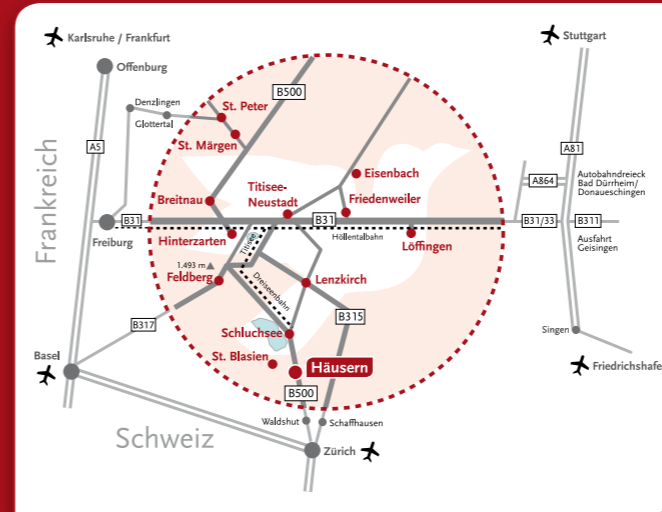 Karlsruhe / Frankfurt
Stuttgart
Offenburg
B500
Denzlingen
Glottertal
St. Peter
St. Märgen
A5
A81
Frankreich
Eisenbach
A864
Autobahndreieck
Bad Dürrheim/
Donaueschingen
Titisee-
Neustadt
Breitnau
Friedenweiler
B31
B31
B31/33
B311
Freiburg
Hinterzarten
Titisee
Höllentalbahn
Löffingen
Ausfahrt
Geisingen
1.493 m
Feldberg
Dreiseenbahn
Lenzkirch
B317
B315
Schluchsee
Singen
Basel
St. Blasien
Häusern
Friedrichshafe
B500
Waldshut
Schaffhausen
Schweiz
Zürich